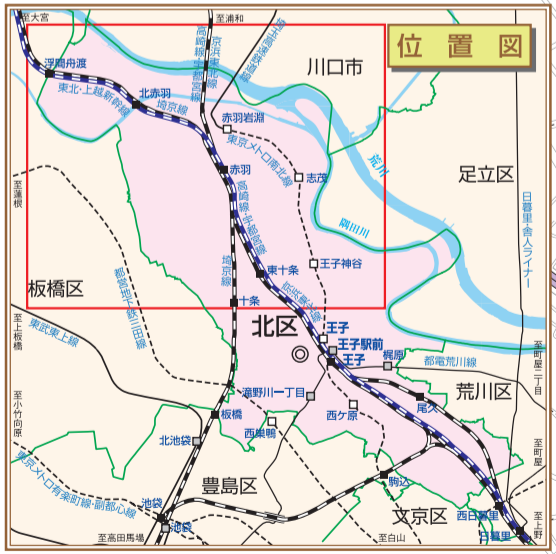 至大宮
至浦和
位置図
高崎線・宇都宮線
京浜東北線
埼玉高速鉄道線
川口市
浮間舟渡
東北・上越新幹線
北赤羽
埼京線
赤羽岩淵
東京メトロ南北線
荒川
足立区
赤羽
志茂
至蓮根
高崎線・宇都宮線
隅田川
日暮里・舎人ライナー
王子神谷
東十条
埼京線
板橋区
都営地下鉄三田線
京浜東北線
十条
至上板橋
東武東上線
北区
王子
王子駅前
王子
梶原
都電荒川線
至町屋二丁目
荒川区
滝野川一丁目
尾久
至小竹向原
板橋
西巣鴨
西ケ原
北池袋
至町屋
東京メトロ有楽町線・副都心線
豊島区
駒込
池袋
池袋
文京区
西日暮里
至上野
日暮里
至高田馬場
至白山